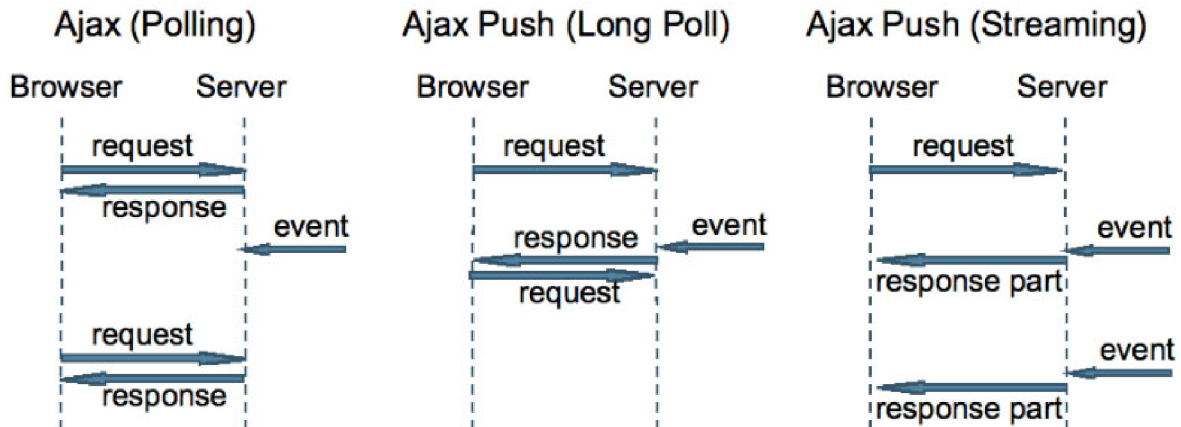 Ajax (Polling)
Browser Server
request
response
event
request
response
Ajax Push (Long Poll)
Browser Server
request
event
response
request
Ajax Push (Streaming)
Browser Server
request
event
response part
event
response part